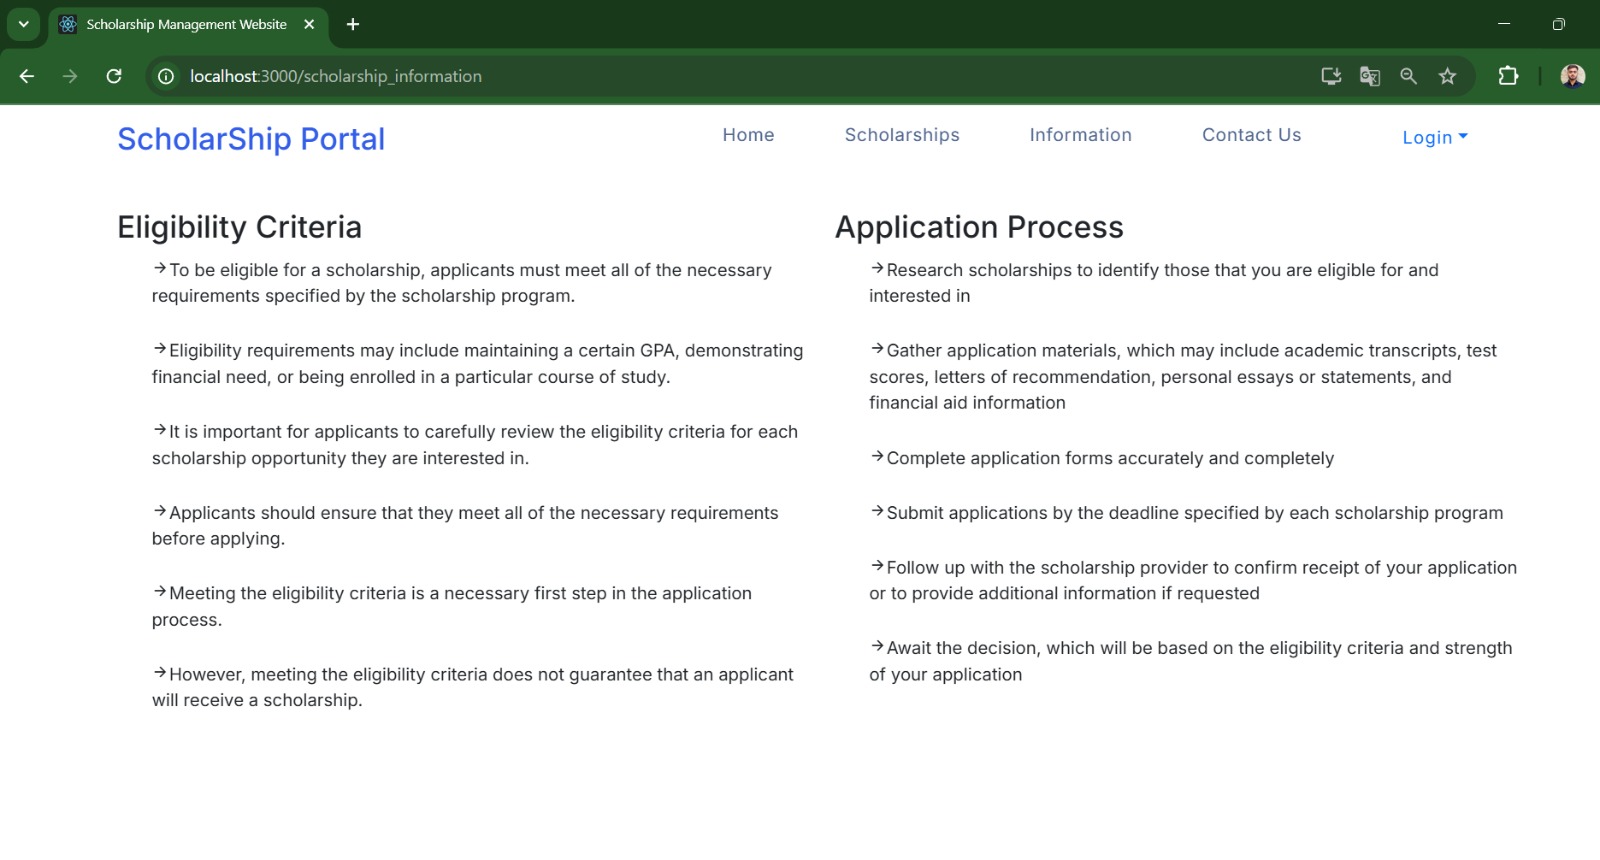 Scholarship Management Website
localhost:3000/scholarship_information
ScholarShip Portal
Home
Scholarships
Information
Contact Us
Login
Eligibility Criteria
→To be eligible for a scholarship, applicants must meet all of the necessary
requirements specified by the scholarship program.
→Eligibility requirements may include maintaining a certain GPA, demonstrating
financial need, or being enrolled in a particular course of study.
→It is important for applicants to carefully review the eligibility criteria for each
scholarship opportunity they are interested in.
→Applicants should ensure that they meet all of the necessary requirements
before applying.
→Meeting the eligibility criteria is a necessary first step in the application
process.
→However, meeting the eligibility criteria does not guarantee that an applicant
will receive a scholarship.
Application Process
→Research scholarships to identify those that you are eligible for and
interested in
→Gather application materials, which may include academic transcripts, test
scores, letters of recommendation, personal essays or statements, and
financial aid information
→Complete application forms accurately and completely
→Submit applications by the deadline specified by each scholarship program
→Follow up with the scholarship provider to confirm receipt of your application
or to provide additional information if requested
→Await the decision, which will be based on the eligibility criteria and strength
of your application